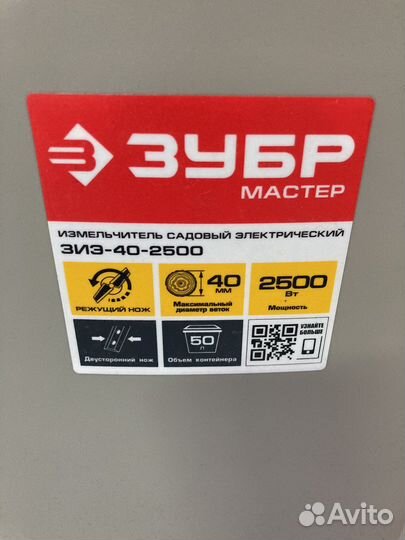 ЗУБР
МАСТЕР
ИЗМЕЛЬЧИТЕЛЬ САДОВЫЙ ЭЛЕКТРИЧЕСКИЙ
ЗИЭ-40-2500
РЕЖУЩИЙ НОЖ
40 ММ
Максимальный
диаметр веток
2500
Вт
Мощность
Двусторонний нож
50
л
Объем контейнера
УЗНАЙТЕ
БОЛЬШЕ
Avito